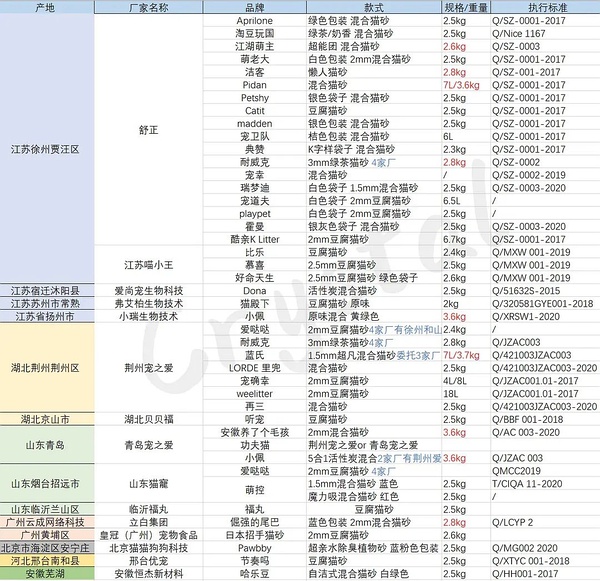 产地 厂家名称 品牌 款式 规格/重量 执行标准
江苏徐州贾汪区 舒正 Aprilone 绿色包装 混合猫砂 2.5kg Q/SZ-0001-2017
淘豆玩国 绿茶/奶香 混合猫砂 2.5kg Q/Nice 1167
江湖萌主 超能团 混合猫砂 2.6kg Q/SZ-0003
萌老大 白色包装 2mm混合猫砂 2.5kg Q/SZ-0001-2017
洁客 懒人猫砂 2.8kg Q/SZ-001-2017
Pidan 混合猫砂 7L/3.6kg Q/SZ-0001-2017
Petshy 银色袋子 混合猫砂 2.5kg Q/SZ-0001-2017
Catit 豆腐猫砂 2.5kg Q/SZ-0001-2017
madden 银色包装 混合猫砂 2.5kg Q/SZ-0001-2017
宠卫队 桔色包装 混合猫砂 6L Q/SZ-0001-2017
典赞 K字样袋子 混合猫砂 2.3kg Q/SZ-0001-2017
耐威克 3mm绿茶猫砂 4家厂 2.8kg Q/SZ-0002
宠幸 混合猫砂 / Q/SZ-0002-2019
瑞梦迪 白色袋子 1.5mm混合猫砂 2.5kg Q/SZ-0003-2020
宠道夫 白色袋子 2mm豆腐猫砂 6.5L /
playpet 白色袋子 2mm豆腐猫砂 2.5kg /
霍曼 银灰色袋子 混合猫砂 2.5kg Q/SZ-0003-2020
酷亲K Litter 2mm豆腐猫砂 6.7kg Q/SZ-0001-2017
江苏喵小王 比乐 2mm豆腐猫砂 2.4kg Q/MXW 001-2019
慕喜 2.5mm豆腐猫砂 2.5kg Q/MXW 001-2019
好命天生 2.5mm豆腐猫砂 绿色袋子 2.6kg Q/MXW 001-2019
江苏宿迁沭阳县 爱尚宠生物科技 Dona 活性炭混合猫砂 2.5kg Q/51632S-2015
江苏苏州市常熟 弗艾柏生物技术 猫殿下 豆腐猫砂 原味 2kg Q/320581GYE001-2018
江苏省扬州市 小瑞生物技术 小佩 原味混合 黄绿色 3.6kg Q/XRSW1-2020
湖北荆州荆州区 荆州宠之爱 爱哒哒 2mm豆腐猫砂4家厂有徐州和山 2.4kg /
耐威克 3mm豆腐猫砂4家厂 2.8kg Q/JZAC003
蓝氏 1.5mm超凡混合猫砂委托3家厂 7L/3.7kg Q/421003JZAC003
LORDE 里兜 混合猫砂 2.5kg Q/421003JZAC003
宠确幸 2mm豆腐猫砂 4L/8L Q/JZAC001.01-2017
weelitter 2mm豆腐猫砂 18L Q/JZAC001.01-2017
再三 混合猫砂 2.5kg Q/421003JZAC003-2020
湖北京山市 湖北贝贝福 听宠 豆腐猫砂 2.5kg Q/BBF 001-2018
山东青岛 青岛宠之爱 安徽养了个毛孩 2mm混合猫砂 3.6kg Q/AC 003-2020
功夫猫 荆州宠之爱or 青岛宠之爱
小佩 5合1活性炭混合2家厂有荆州爱 3.6kg Q/JZAC 003
山东烟台招远市 山东猫寵 爱哒哒 2mm豆腐猫砂 4家厂 QMCC2019
萌控 1.5mm混合猫砂 蓝色 2.5kg T/CIQA 11-2020
魔力吸混合猫砂 红色 2.5kg /
山东临沂兰山区 临沂福丸 福丸 豆腐猫砂 2.5kg
广州云成网络科技 立白集团 倔强的尾巴 蓝色包装 2mm混合猫砂 2.8kg Q/LCYP 2
广州黄埔区 皇冠（广州）宠物食品 日本招手猫砂 2mm豆腐猫砂 2.6kg
北京市海淀区安宁庄 北京猫猫狗狗科技 Pawbby 超亲水除臭植物砂 蓝粉色包装 2.5kg Q/MG002 2020
河北邢台南和县 邢台优宠 节奏吗 豆腐猫砂 2.5kg Q/XTYC 001-2018
安徽芜湖 安徽恒杰新材料 哈乐豆 自洁式混合猫砂 白绿色 2.5kg Q/HH001-2017
Crystal